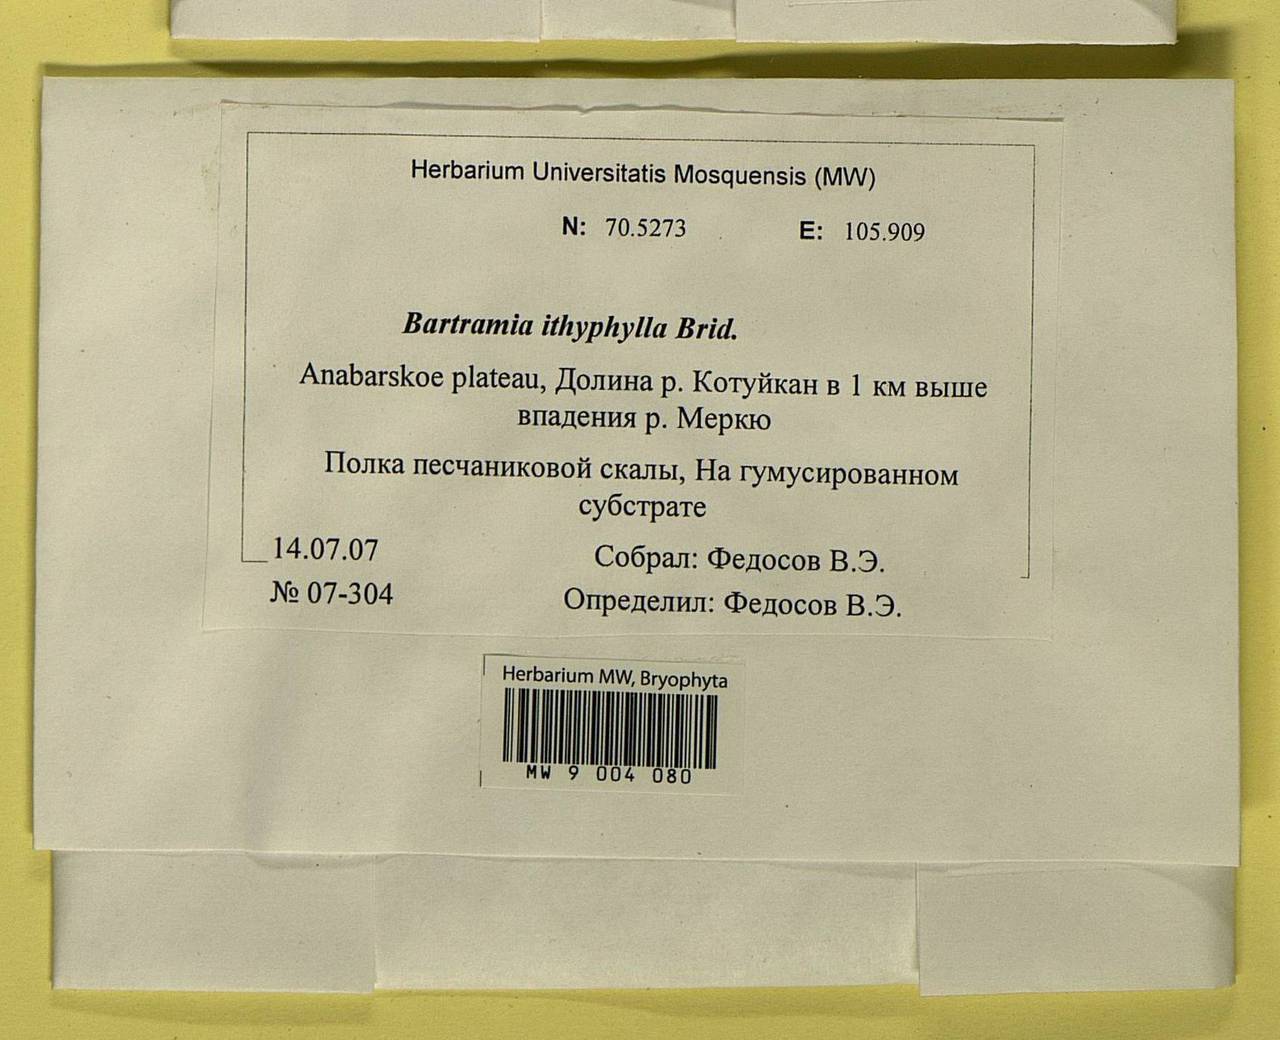 Herbarium Universitatis Mosquensis (MW)
N: 70.5273 E: 105.909
Bartramia ithyphylla Brid.
Anabarskoe plateau, Долина р. Котуйкан в 1 км выше
впадения р. Меркю
Полка песчаниковой скалы, На гумусированном
субстрате
14.07.07 Собрал: Федосов В.Э.
№ 07-304 Определил: Федосов В.Э.
Herbarium MW, Bryophyta
MW 9 004 080